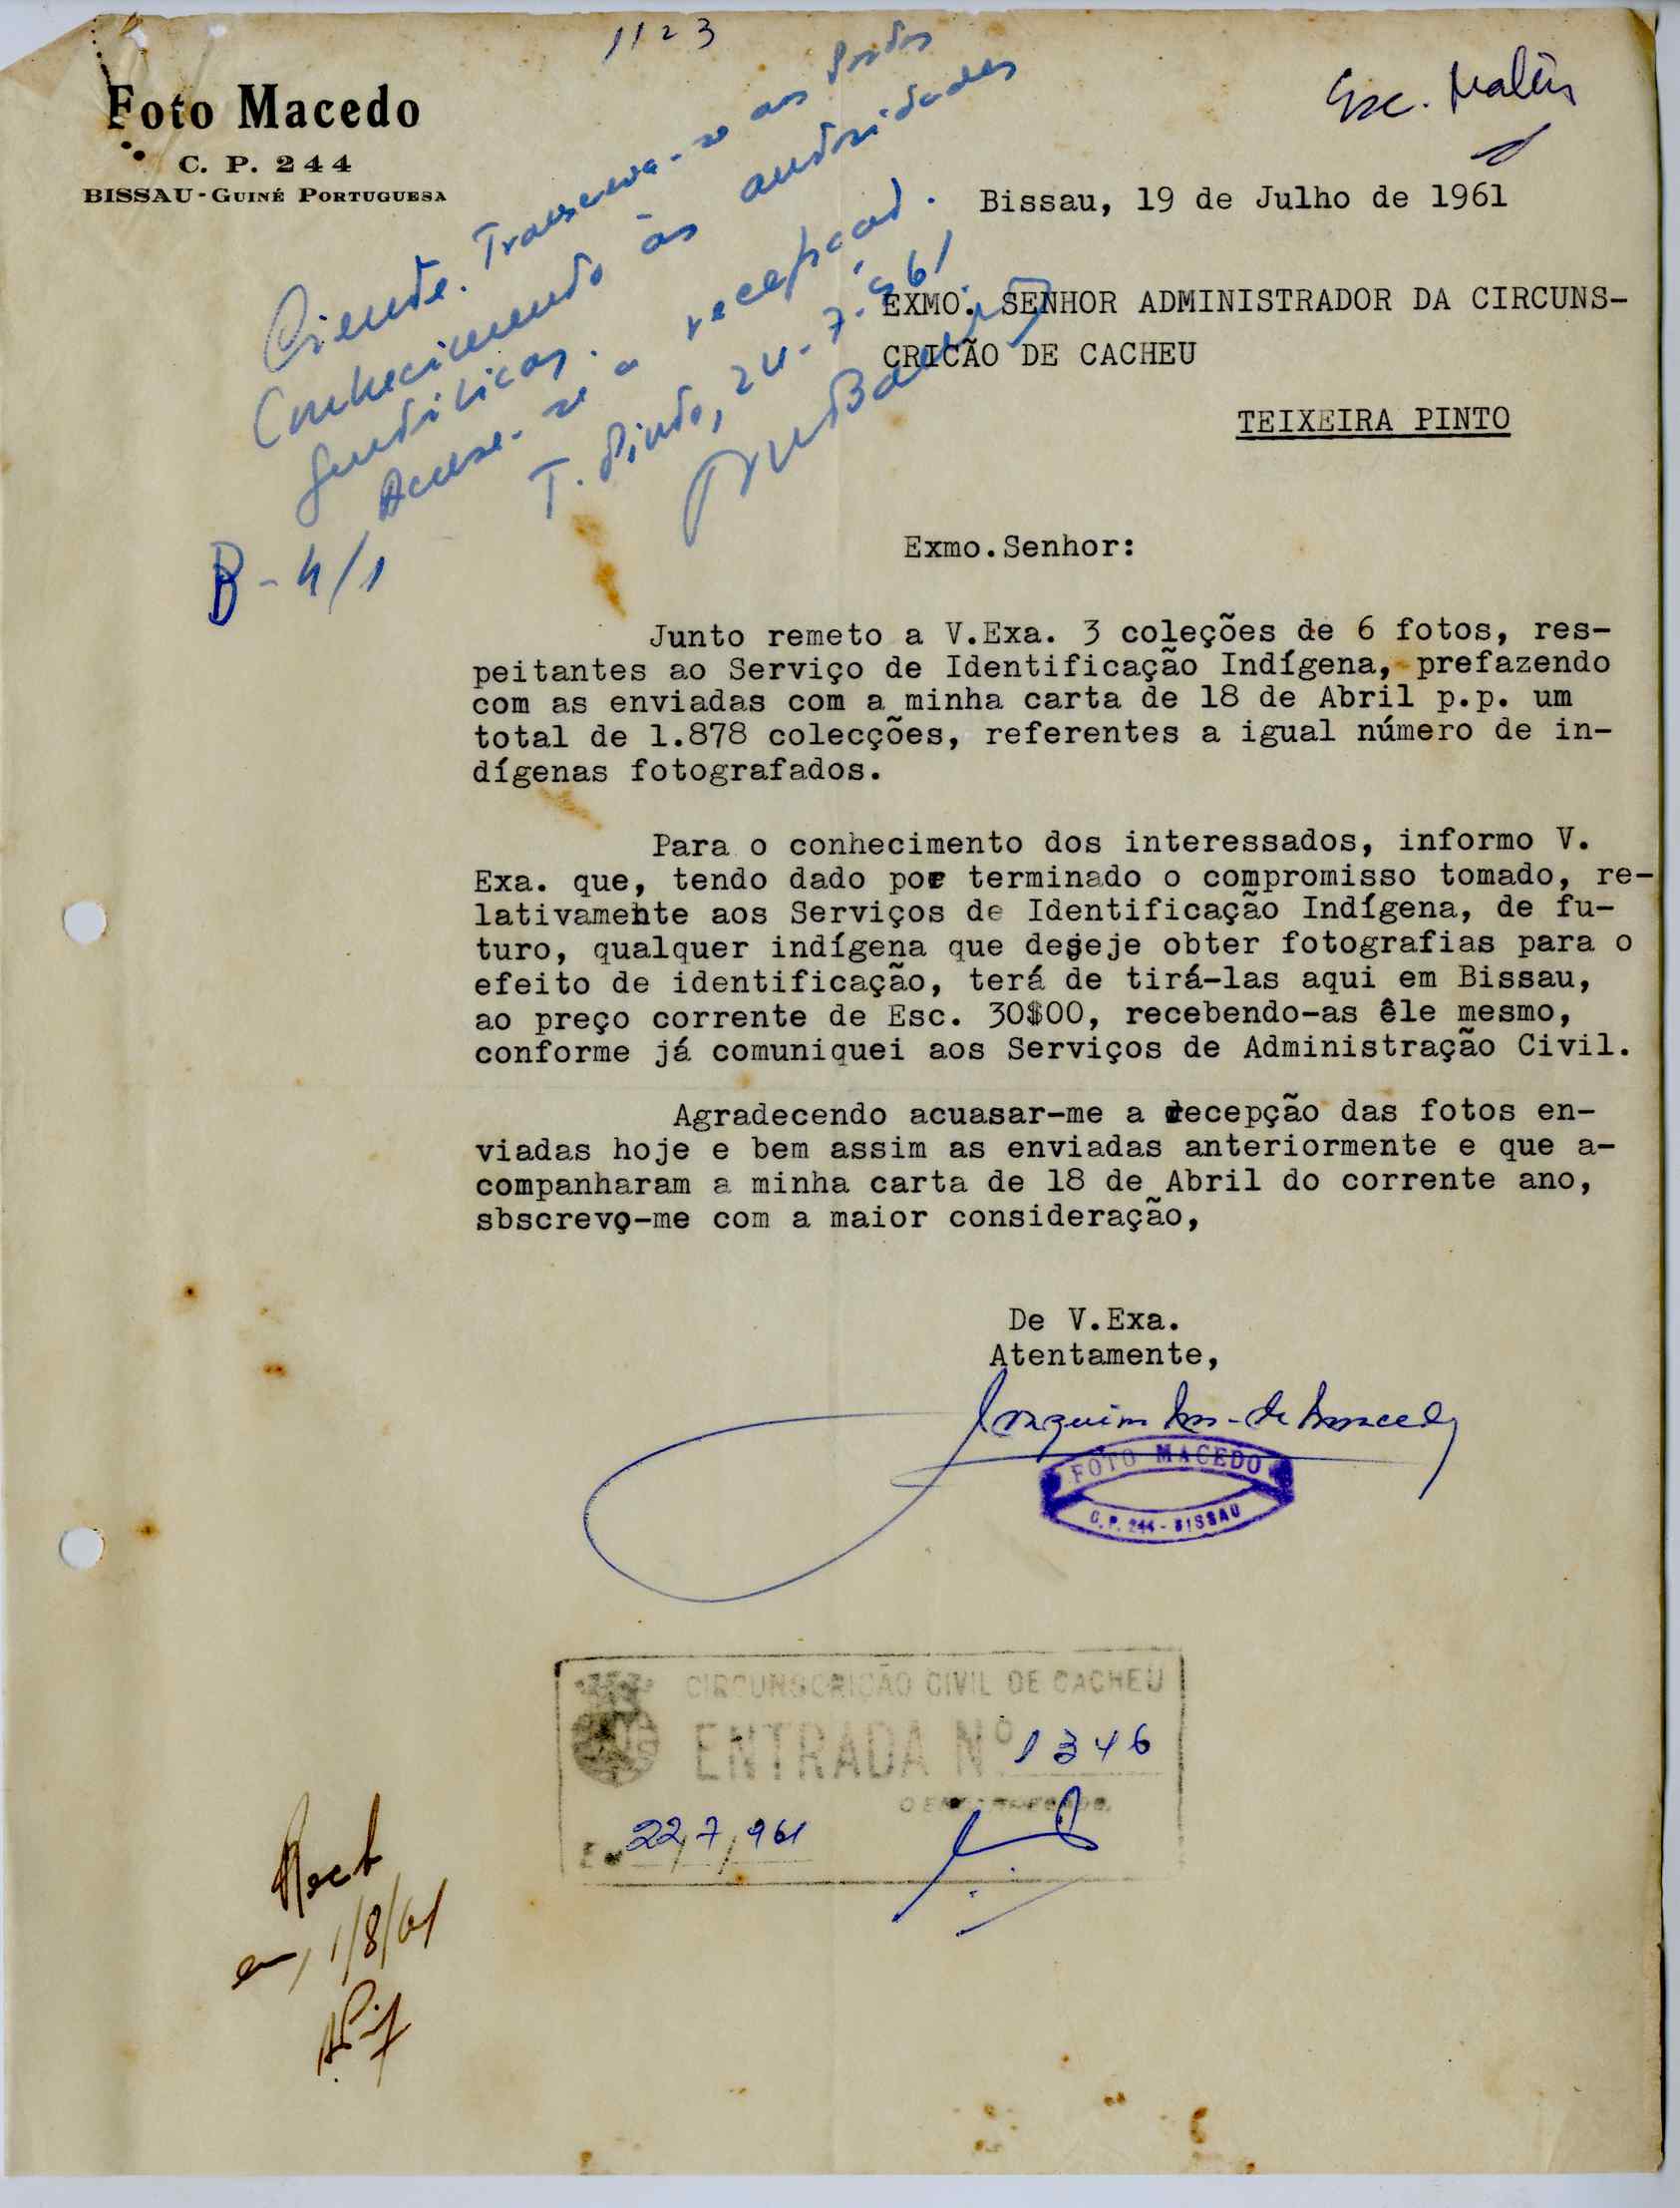 1123
Foto Macedo
C. P. 244
BISSAU - GUINÉ PORTUGUESA
Esc.
Ciente. Transcreva-se aos Postos
Conhecimento às autoridades
gentílicas.
Acuse-se a recepção.
T. Pinto, 24-7-961
B-4/1
Bissau, 19 de Julho de 1961
EXMO. SENHOR ADMINISTRADOR DA CIRCUNS-
CRICÃO DE CACHEU
TEIXEIRA PINTO
Exmo.Senhor:
Junto remeto a V.Exa. 3 coleções de 6 fotos, res-
peitantes ao Serviço de Identificação Indígena, prefazendo
com as enviadas com a minha carta de 18 de Abril p.p. um
total de 1.878 colecções, referentes a igual número de in-
dígenas fotografados.
Para o conhecimento dos interessados, informo V.
Exa. que, tendo dado por terminado o compromisso tomado, re-
lativamente aos Serviços de Identificação Indígena, de fu-
turo, qualquer indígena que deseje obter fotografias para o
efeito de identificação, terá de tirá-las aqui em Bissau,
ao preço corrente de Esc. 30$00, recebendo-as êle mesmo,
conforme já comuniquei aos Serviços de Administração Civil.
Agradecendo acuasar-me a recepção das fotos en-
viadas hoje e bem assim as enviadas anteriormente e que a-
companharam a minha carta de 18 de Abril do corrente ano,
sbscrevo-me com a maior consideração,
De V.Exa.
Atentamente,
Joaquim de Macedo
FOTO MACEDO
C.P. 244 - BISSAU
CIRCUNSCRIÇÃO CIVIL DE CACHEU
ENTRADA Nº 1346
Em 22/7/961
em, 1/8/61